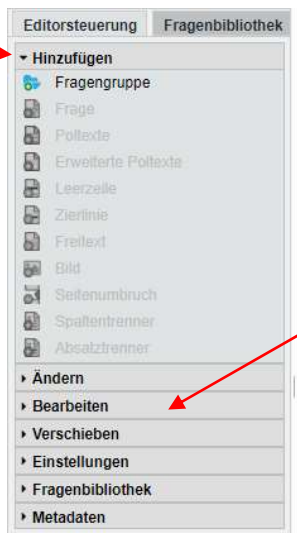 Editorsteuerung Fragenbibliothek
Hinzufügen
Fragengruppe
Frage
Poltexte
Erweiterte Poltexte
Leerzeile
Zierlinie
Freitext
Bild
Seitenumbruch
Spaltentrenner
Absatztrenner
Ändern
Bearbeiten
Verschieben
Einstellungen
Fragenbibliothek
Metadaten